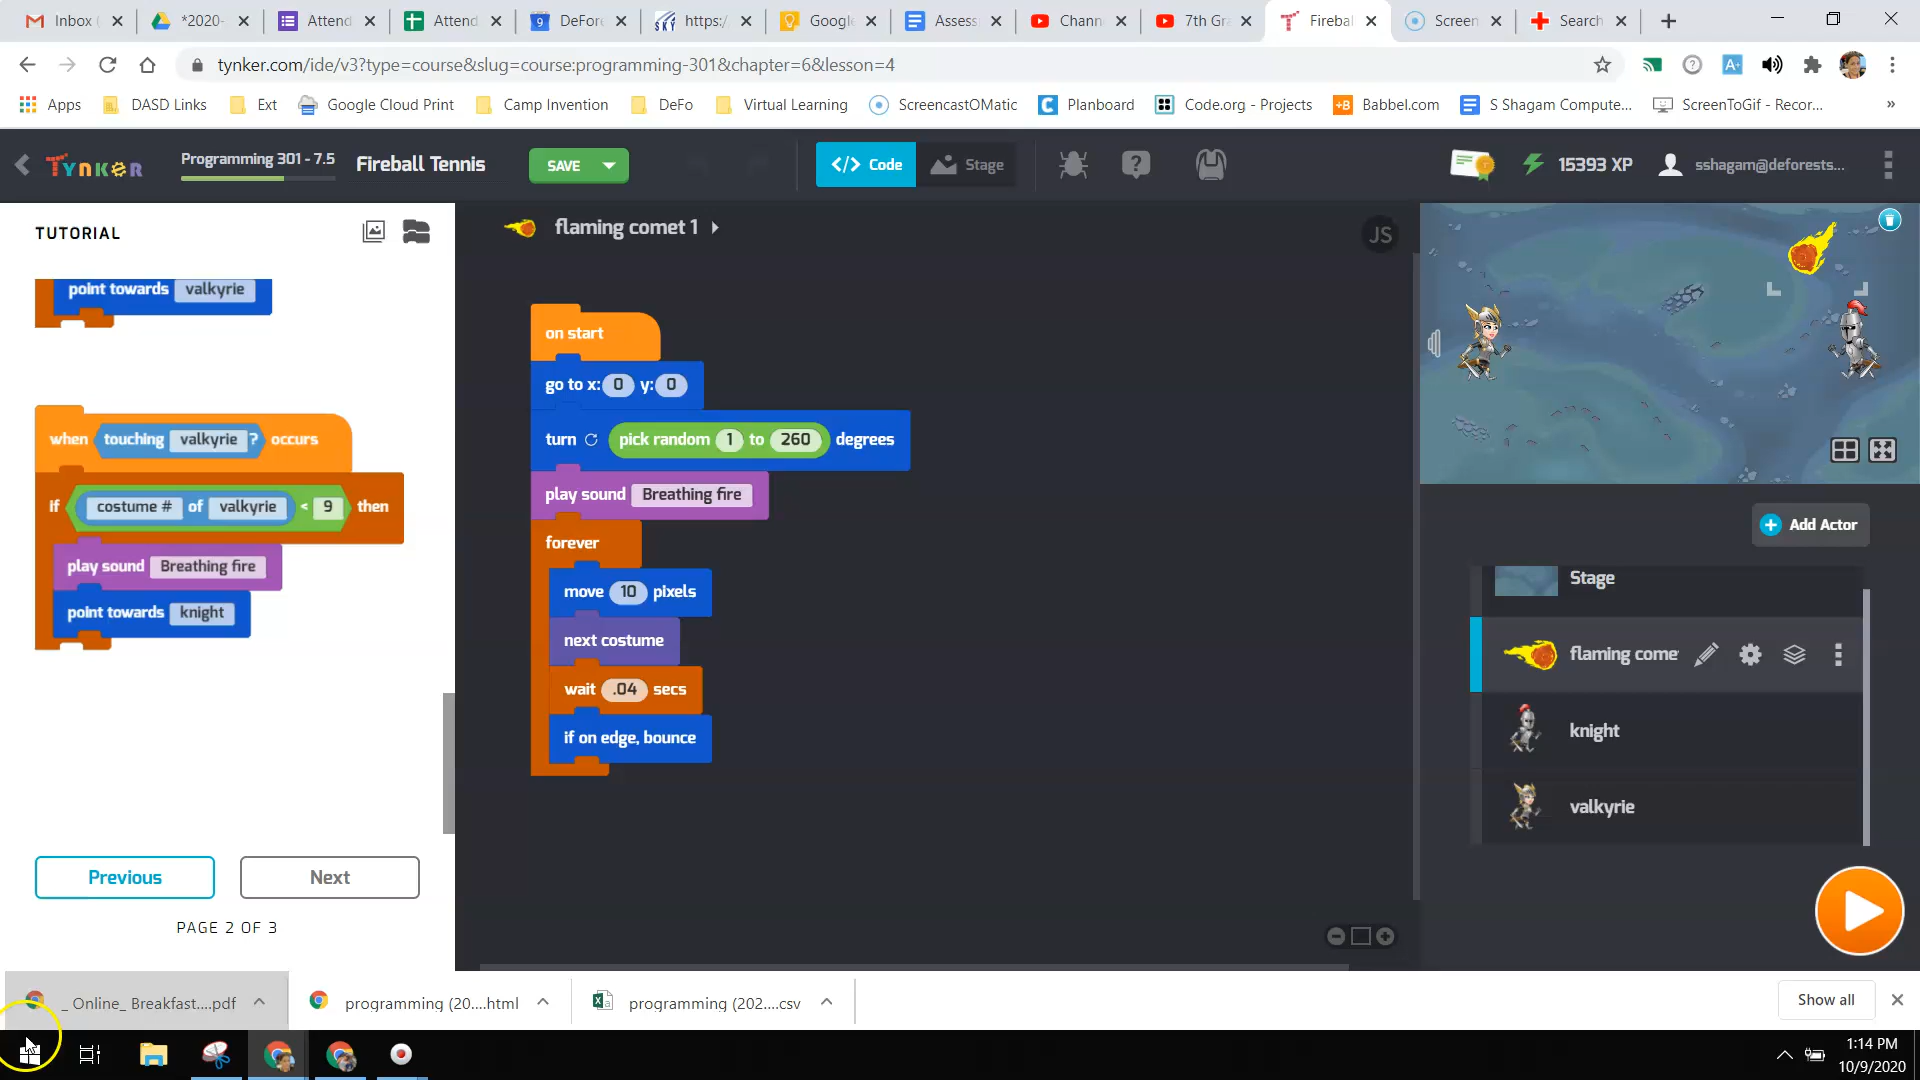 Inbox (
*2020-
Attend
Attend
9
DeFore
SKY
https:/
Google
Assess
Chann
7th Gra
Firebal
Screen
Search
tynker.com/ide/v3?type=course&slug=course:programming-301&chapter=6&lesson=4
Apps
DASD Links
Ext
Google Cloud Print
Camp Invention
DeFo
Virtual Learning
ScreencastOMatic
Planboard
Code.org - Projects
Babbel.com
S Shagam Compute...
ScreenToGif - Recor...
»
TYNKER
Programming 301 - 7.5
Fireball Tennis
SAVE
</> Code
Stage
15393 XP
sshagam@deforests...
TUTORIAL
point towards valkyrie
when touching valkyrie ? occurs
if costume # of valkyrie < 9 then
play sound Breathing fire
point towards knight
Previous
Next
PAGE 2 OF 3
flaming comet 1
JS
on start
go to x: 0 y: 0
turn pick random 1 to 260 degrees
play sound Breathing fire
forever
move 10 pixels
next costume
wait .04 secs
if on edge, bounce
Add Actor
Stage
flaming come
knight
valkyrie
_ Online_ Breakfast....pdf
programming (20....html
programming (202....csv
Show all
1:14 PM
10/9/2020